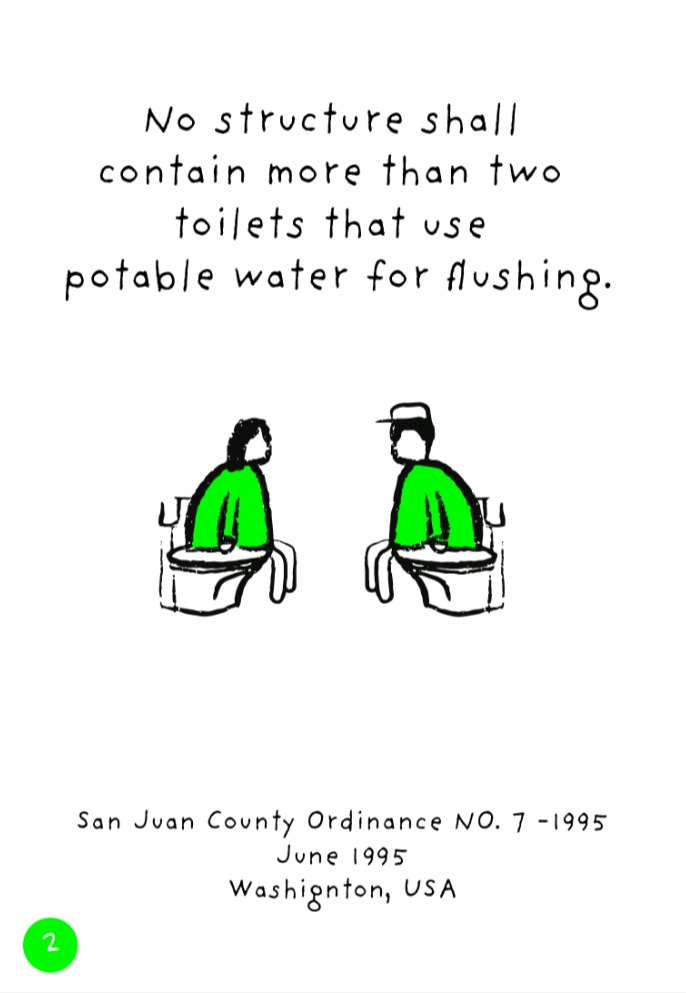 No structure shall
contain more than two
toilets that use
potable water for flushing.
San Juan County Ordinance NO. 7 -1995
June 1995
Washignton, USA
2